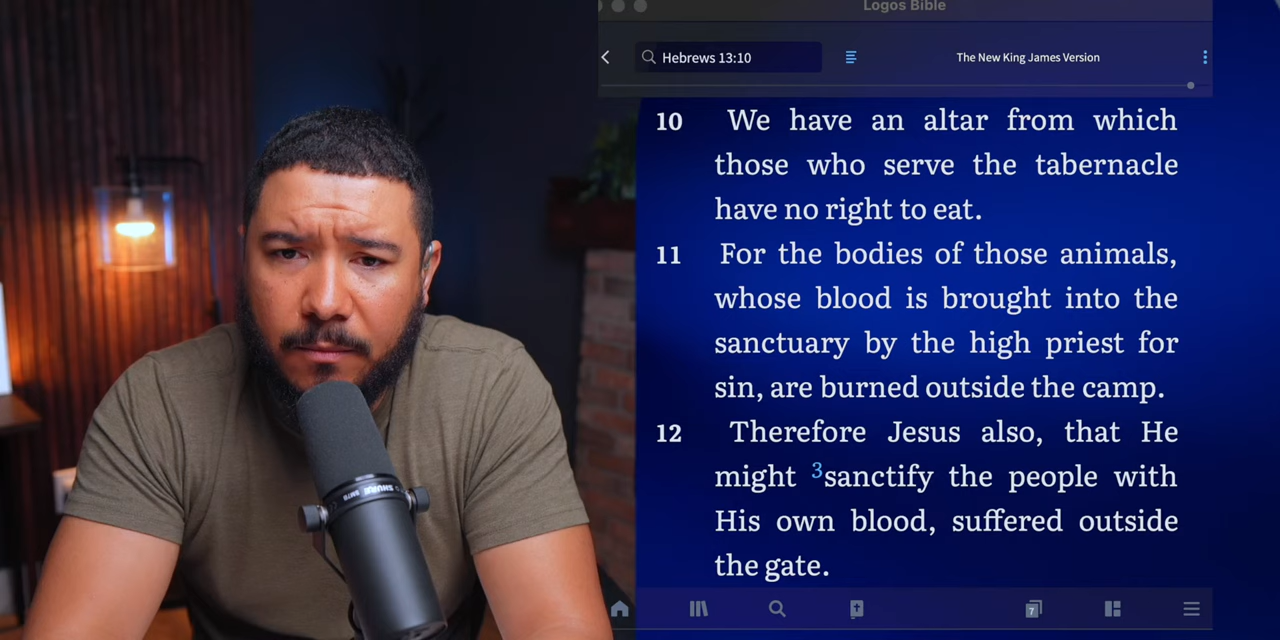 Logos Bible
Hebrews 13:10
The New King James Version
10 We have an altar from which
those who serve the tabernacle
have no right to eat.
11 For the bodies of those animals,
whose blood is brought into the
sanctuary by the high priest for
sin, are burned outside the camp.
12 Therefore Jesus also, that He
might 3sanctify the people with
His own blood, suffered outside
the gate.
SHURE SM7B
7